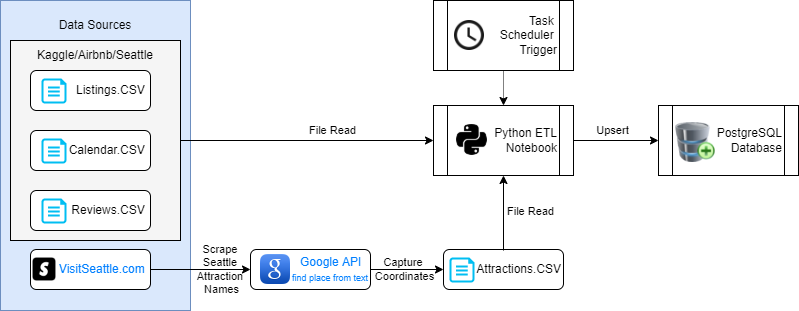 Data Sources
Kaggle/Airbnb/Seattle
Listings.CSV
Calendar.CSV
Reviews.CSV
VisitSeattle.com
File Read
Task
Scheduler
Trigger
Python ETL
Notebook
Upsert
PostgreSQL
Database
File Read
Scrape
Seattle
Attraction
Names
Google API
find place from text
Capture
Coordinates
Attractions.CSV